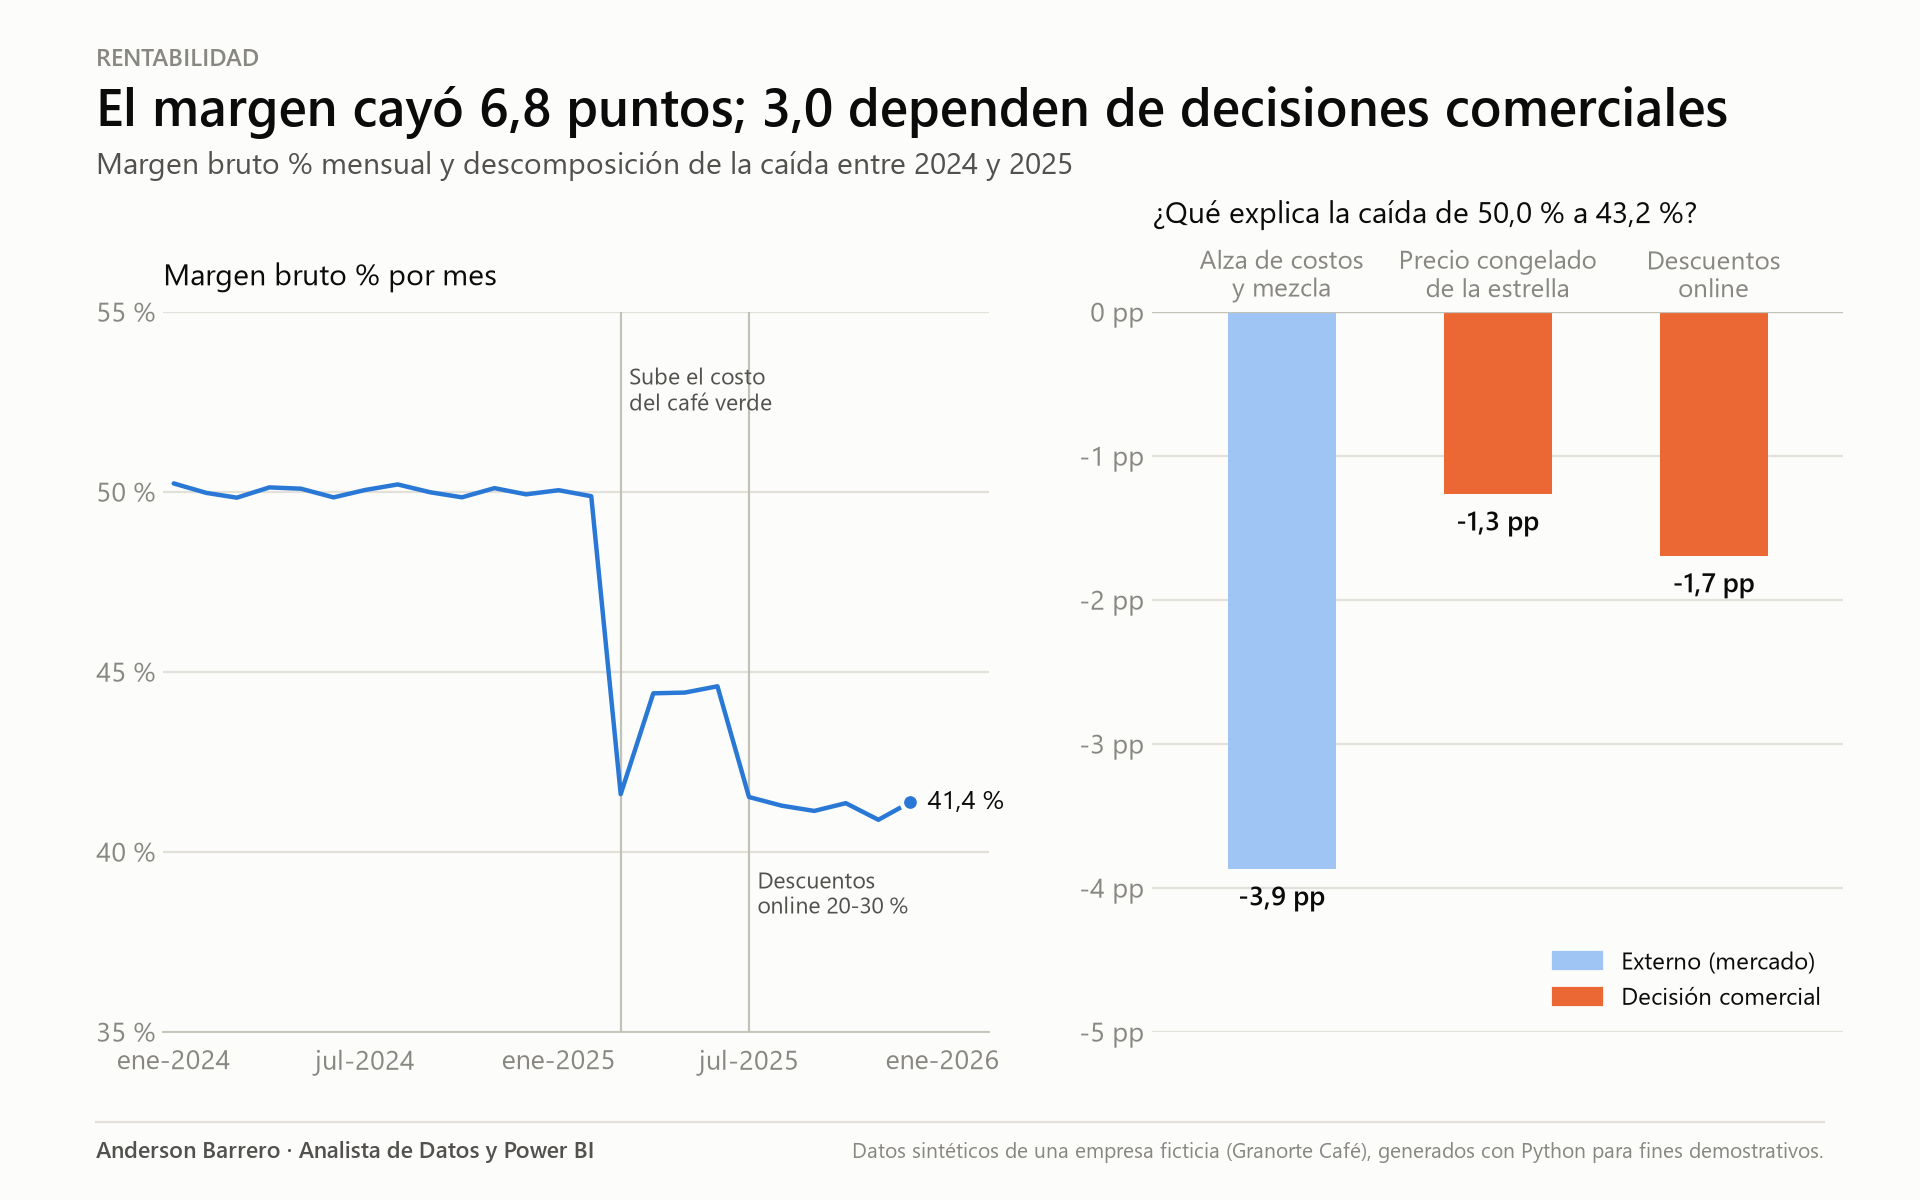 RENTABILIDAD
El margen cayó 6,8 puntos; 3,0 dependen de decisiones comerciales
Margen bruto % mensual y descomposición de la caída entre 2024 y 2025
Margen bruto % por mes
55 %
50 %
45 %
40 %
35 %
Sube el costo
del café verde
41,4 %
Descuentos
online 20-30 %
ene-2024
jul-2024
ene-2025
jul-2025
ene-2026
¿Qué explica la caída de 50,0 % a 43,2 %?
Alza de costos
y mezcla
Precio congelado
de la estrella
Descuentos
online
0 pp
-1 pp
-2 pp
-3 pp
-4 pp
-5 pp
-3,9 pp
-1,3 pp
-1,7 pp
Externo (mercado)
Decisión comercial
Anderson Barrero · Analista de Datos y Power BI
Datos sintéticos de una empresa ficticia (Granorte Café), generados con Python para fines demostrativos.